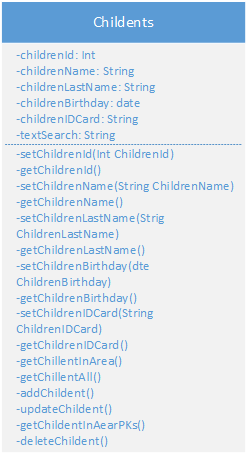 Childents
-childrenId: Int
-childrenName: String
-childrenLastName: String
-childrenBirthday: date
-childrenIDCard: String
-textSearch: String
-setChildrenId(Int ChildrenId)
-getChildrenId()
-setChildrenName(String ChildrenName)
-getChildrenName()
-setChildrenLastName(Strig
ChildrenLastName)
-getChildrenLastName()
-setChildrenBirthday(dte
ChildrenBirthday)
-getChildrenBirthday()
-setChildrenIDCard(String
ChildrenIDCard)
-getChildrenIDCard()
-getChillentInArea()
-getChillentAll()
-addChildent()
-updateChildent()
-getChildentInAearPKs()
-deleteChildent()